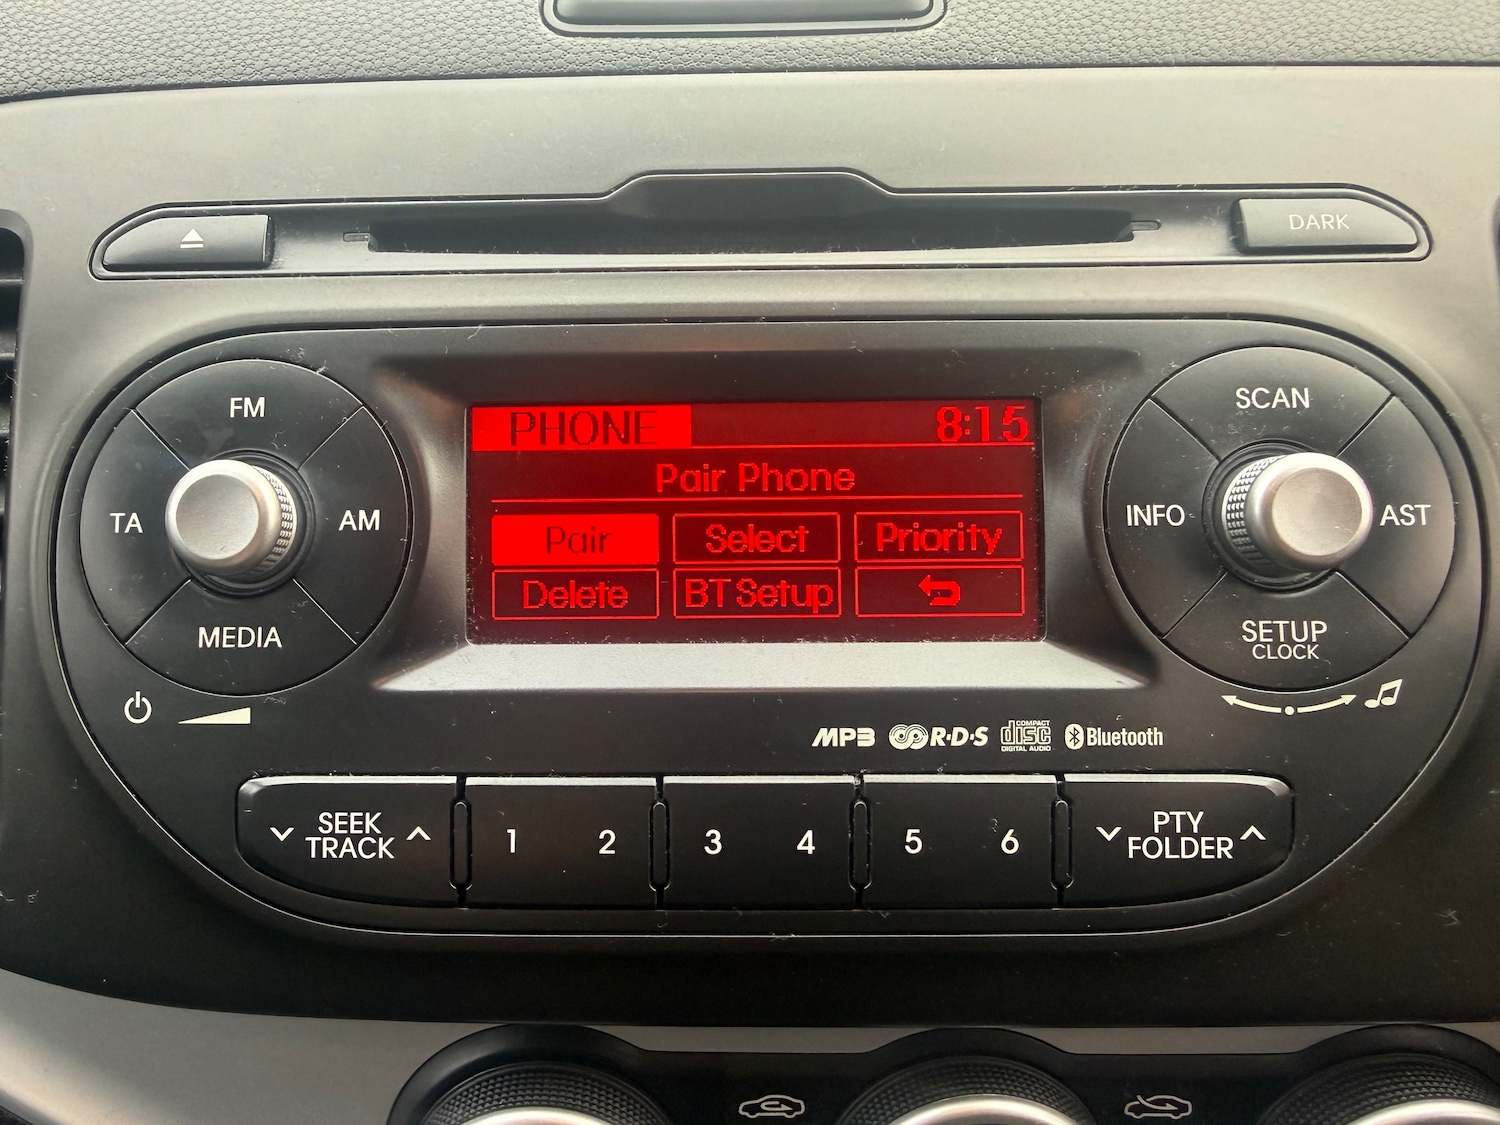 DARK
FM
SCAN
PHONE 8:15
Pair Phone
TA
AM
INFO
AST
Pair Select Priority
Delete BT Setup
MEDIA
SETUP
CLOCK
MP3 R·D·S COMPACT disc DIGITAL AUDIO Bluetooth
SEEK
TRACK
1 2 3 4 5 6
PTY
FOLDER